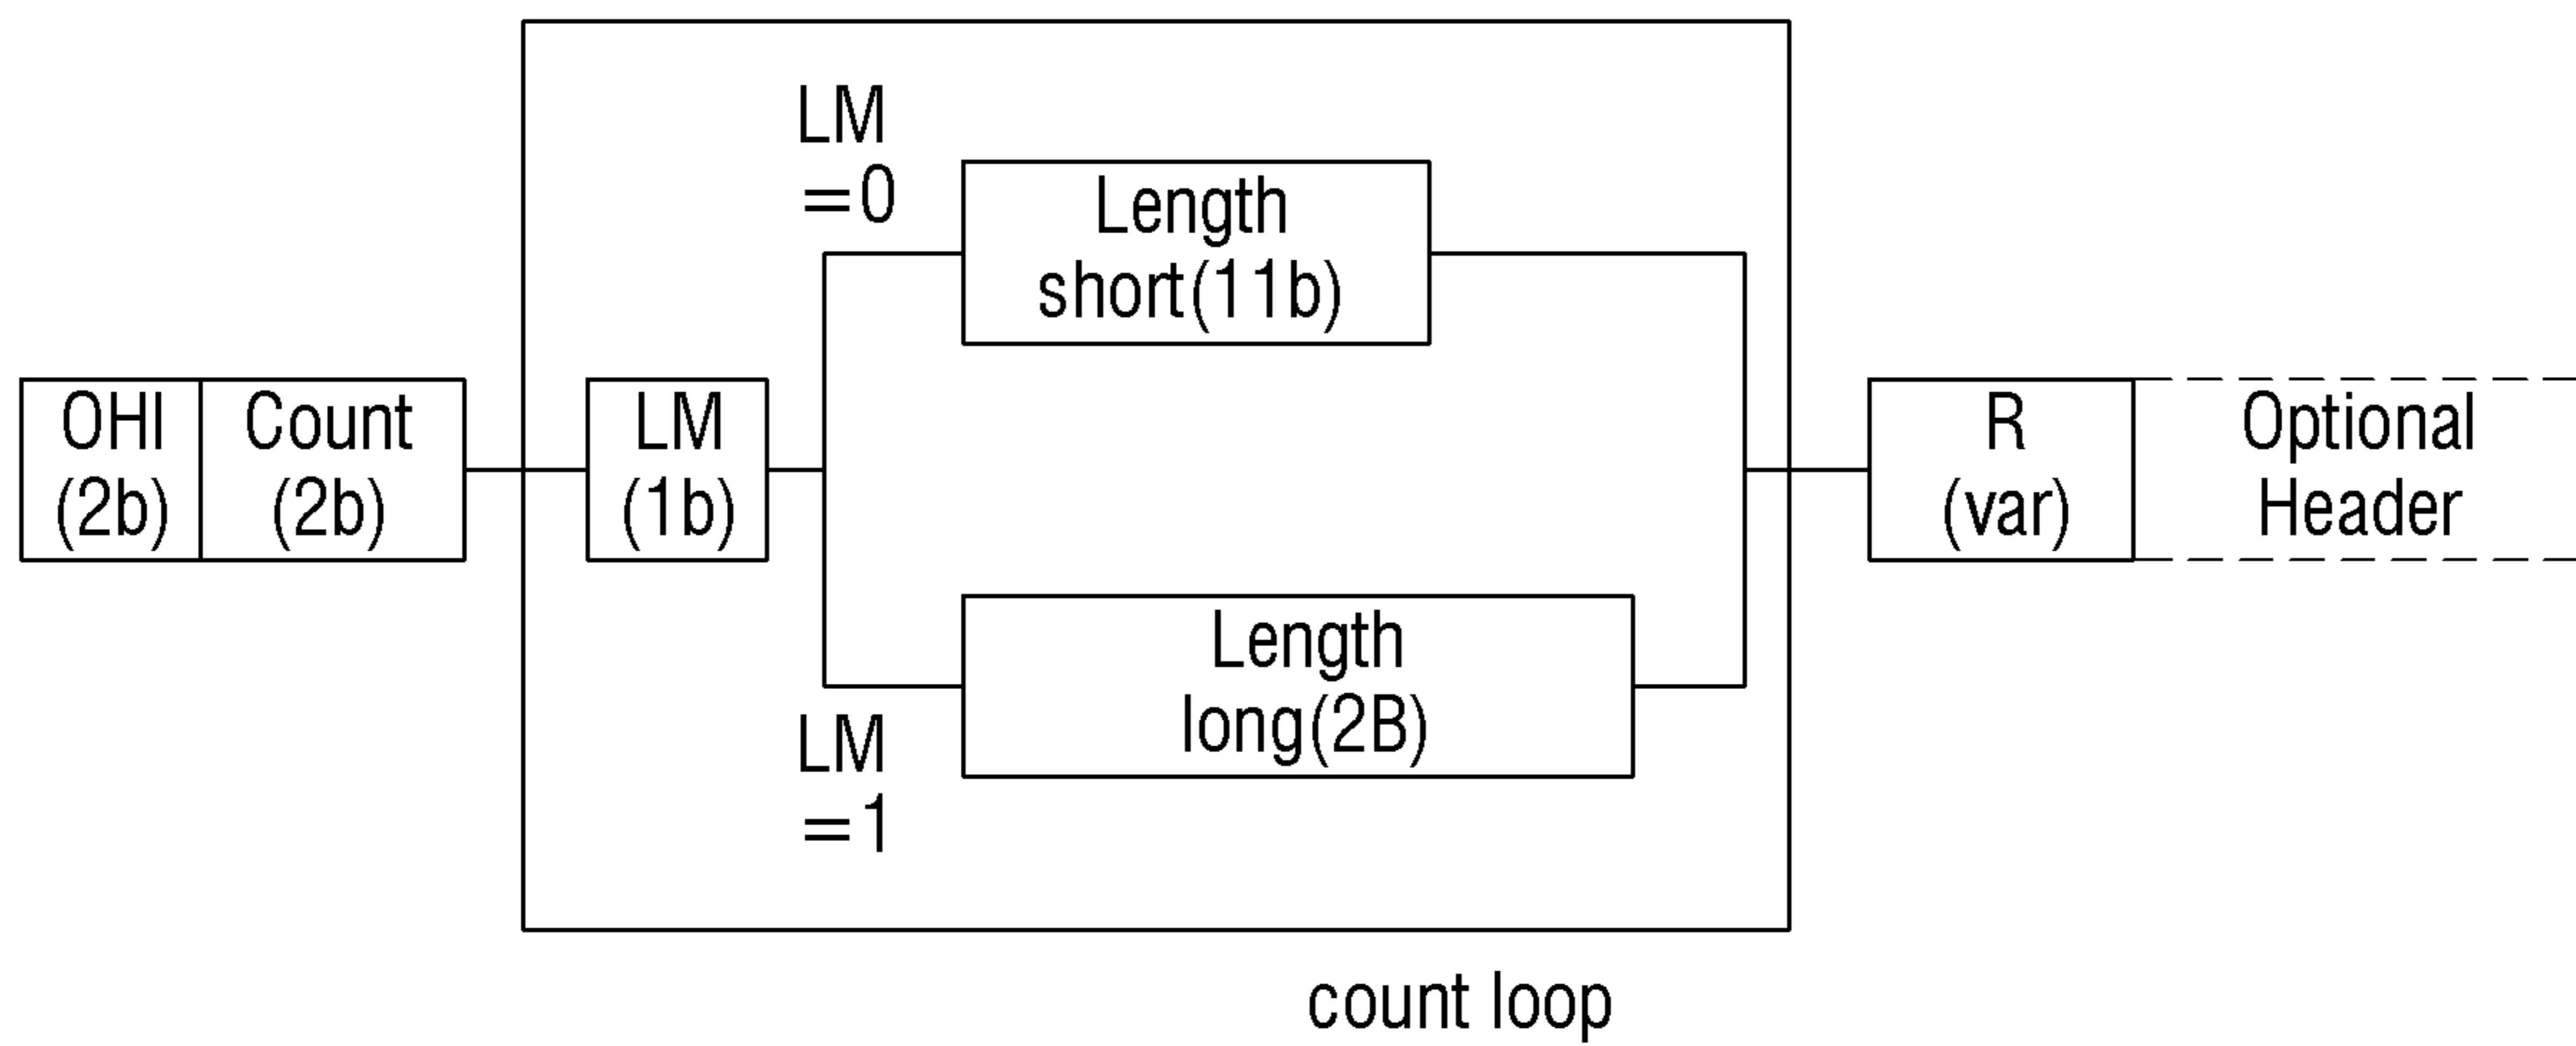 OHI
(2b)
Count
(2b)
LM
(1b)
LM
=0
Length
short(11b)
LM
=1
Length
long(2B)
R
(var)
Optional
Header
count loop